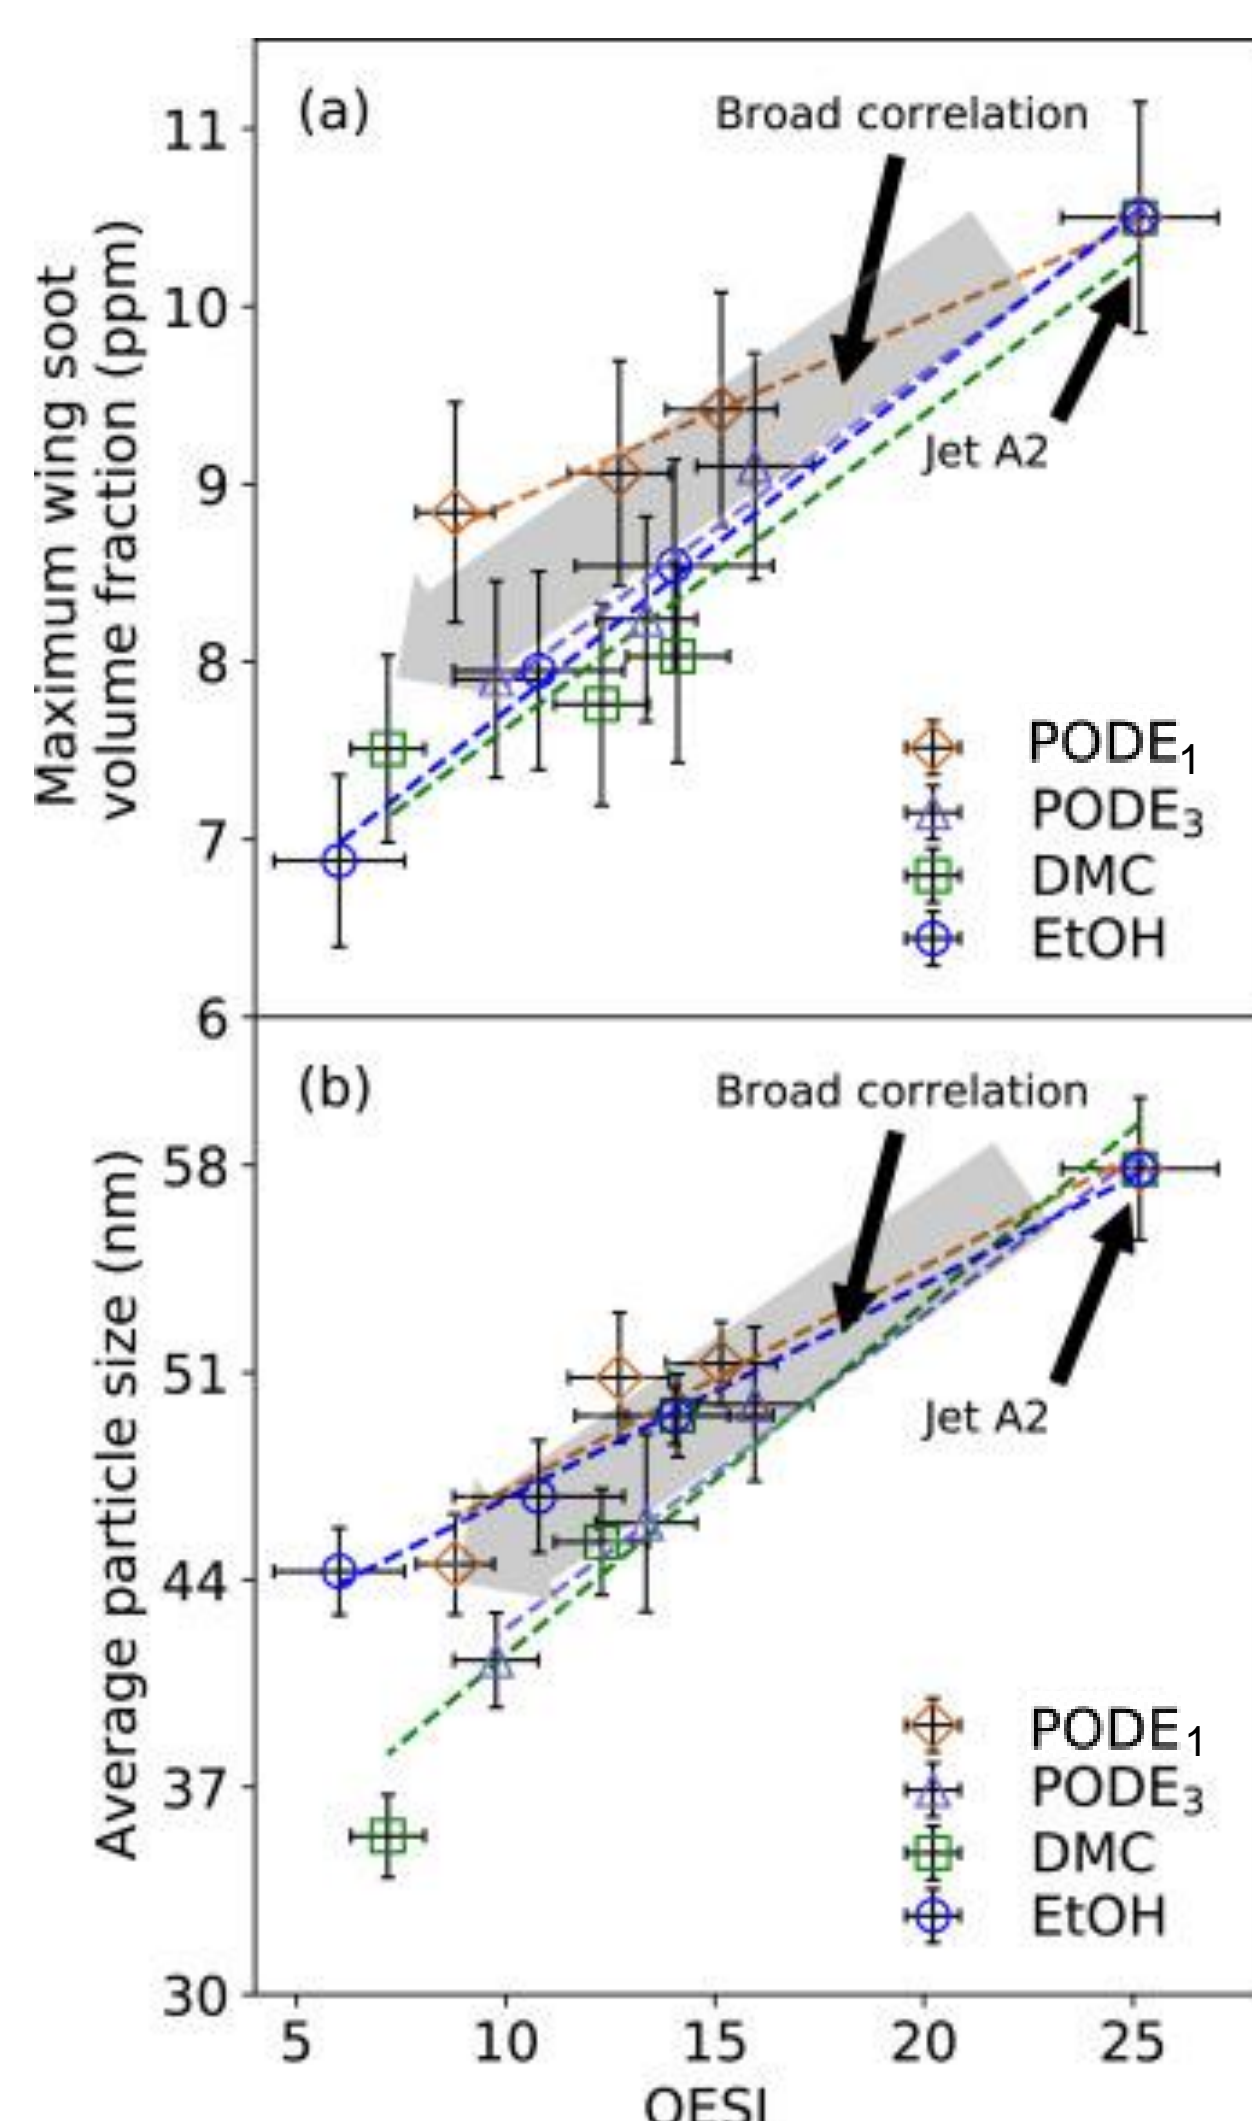 (a)
Broad correlation
Jet A2
Maximum wing soot
volume fraction (ppm)
11
10
9
8
7
6
PODE₁
PODE₃
DMC
EtOH
(b)
Broad correlation
Jet A2
Average particle size (nm)
58
51
44
37
30
PODE₁
PODE₃
DMC
EtOH
5 10 15 20 25
OESI